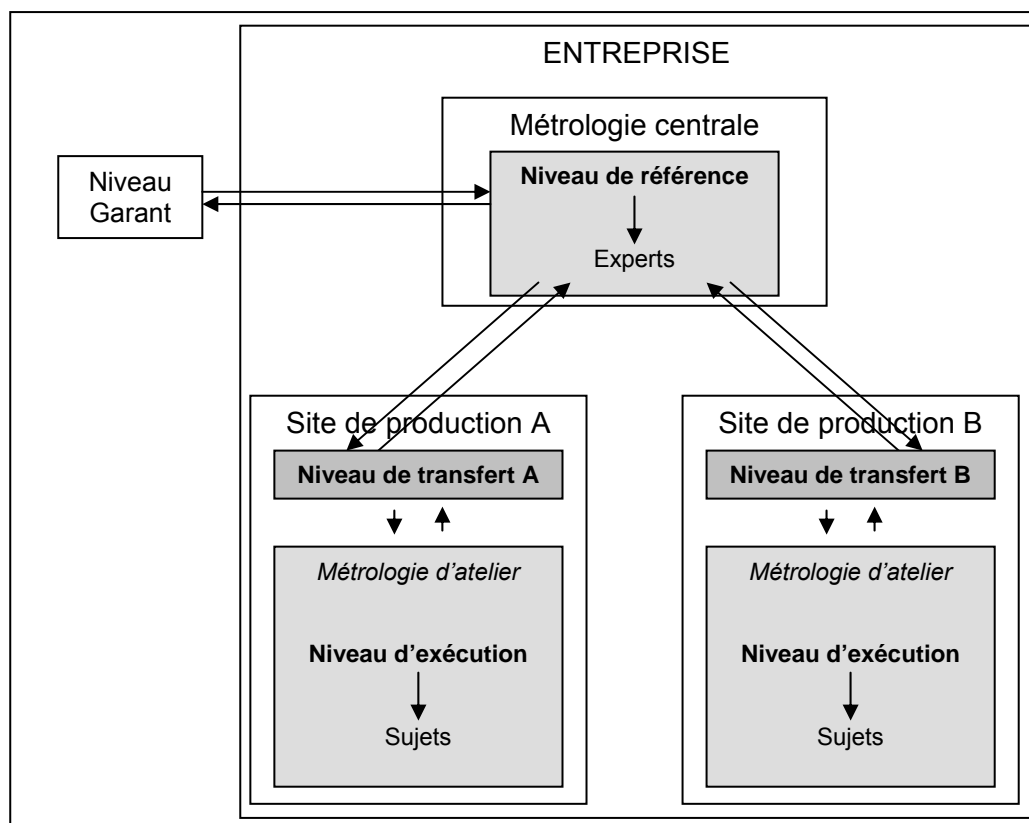 ENTREPRISE
Métrologie centrale
Niveau de référence
Experts
Niveau
Garant
Site de production A
Niveau de transfert A
Métrologie d’atelier
Niveau d’exécution
Sujets
Site de production B
Niveau de transfert B
Métrologie d’atelier
Niveau d’exécution
Sujets